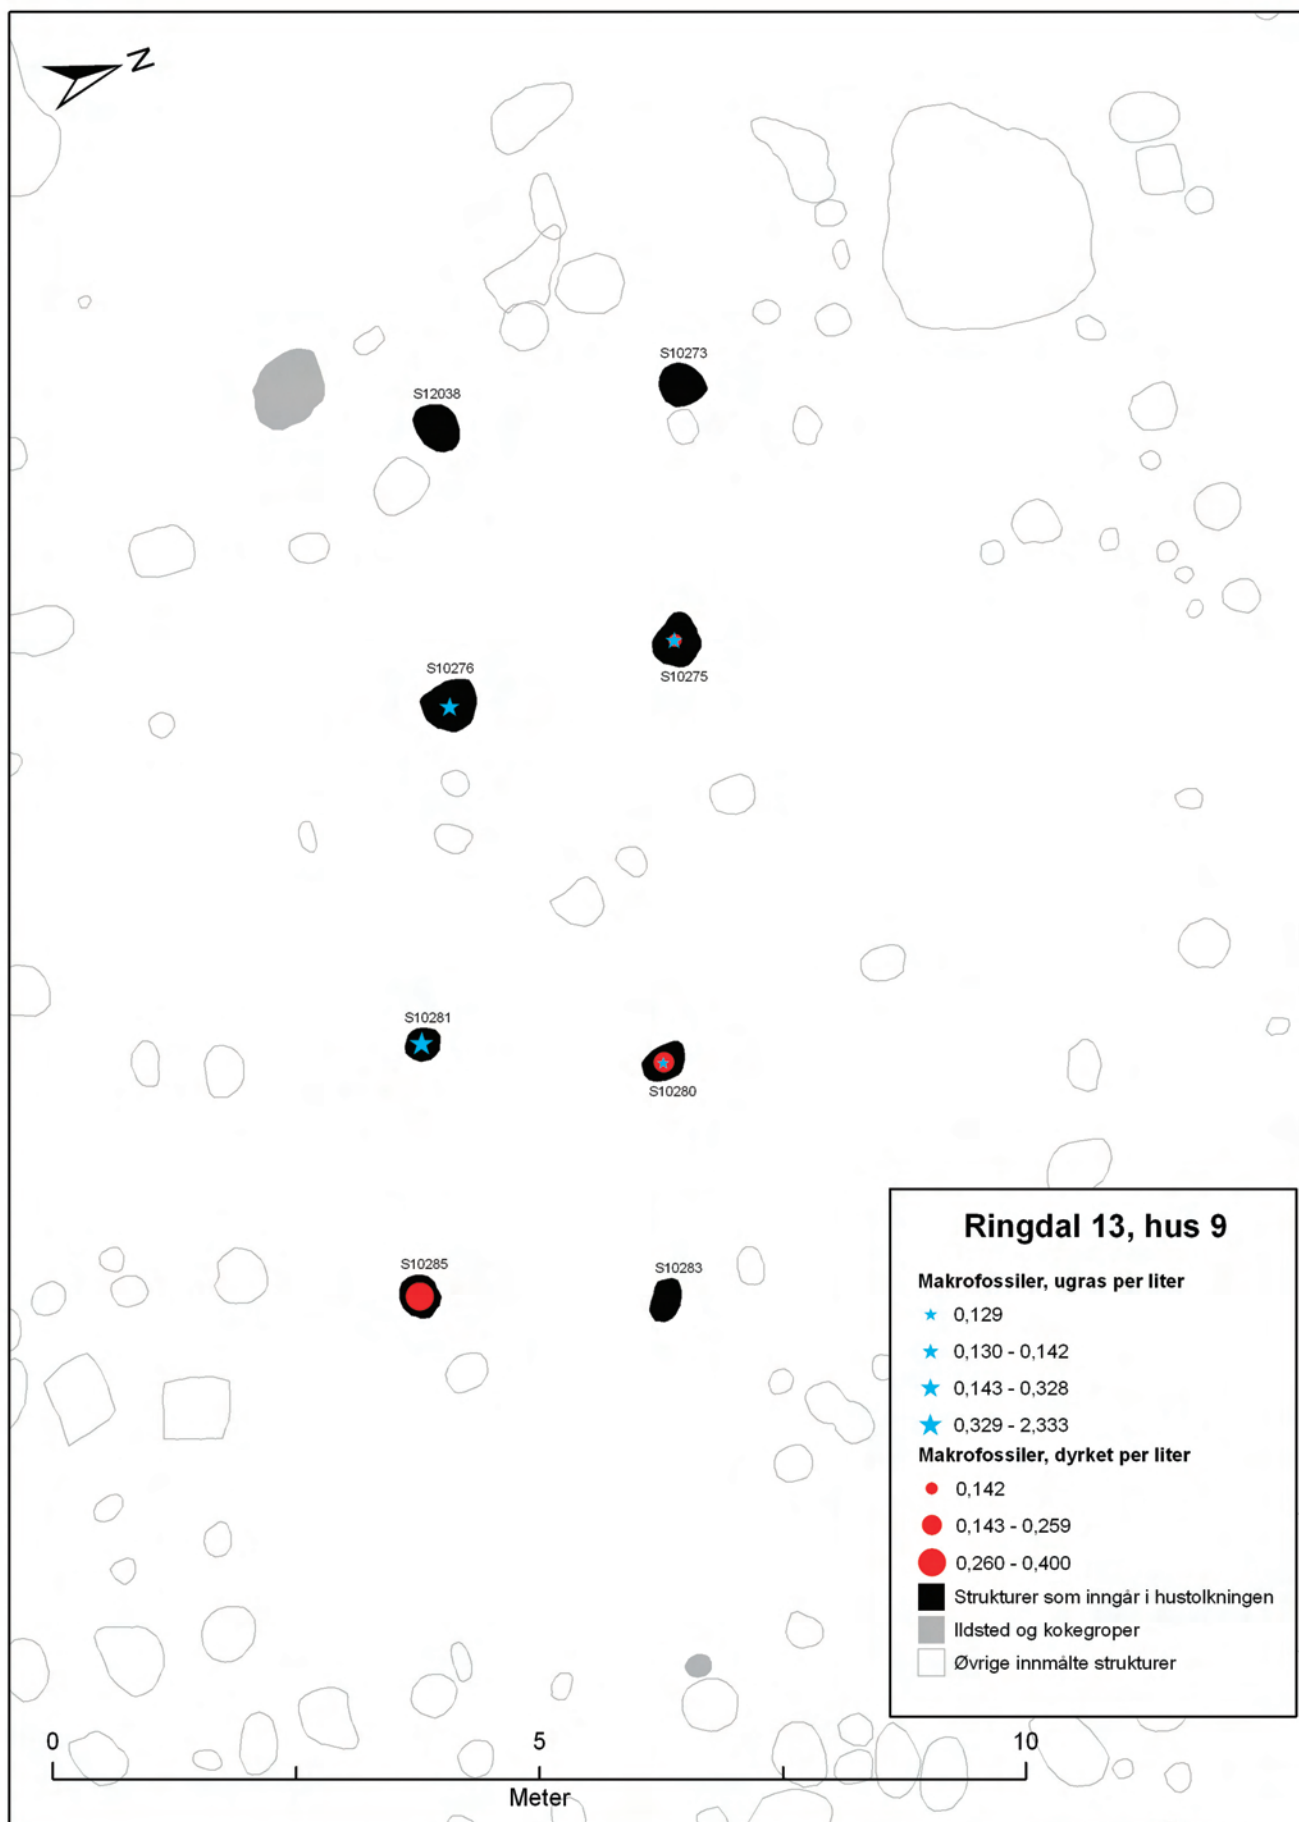 N
S10273
S12038
S10276
S10275
S10281
S10280
S10285
S10283
Ringdal 13, hus 9
Makrofossiler, ugras per liter
0,129
0,130 - 0,142
0,143 - 0,328
0,329 - 2,333
Makrofossiler, dyrket per liter
0,142
0,143 - 0,259
0,260 - 0,400
Strukturer som inngår i hustolkningen
Ildsted og kokegroper
Øvrige innmålte strukturer
0 5 10
Meter